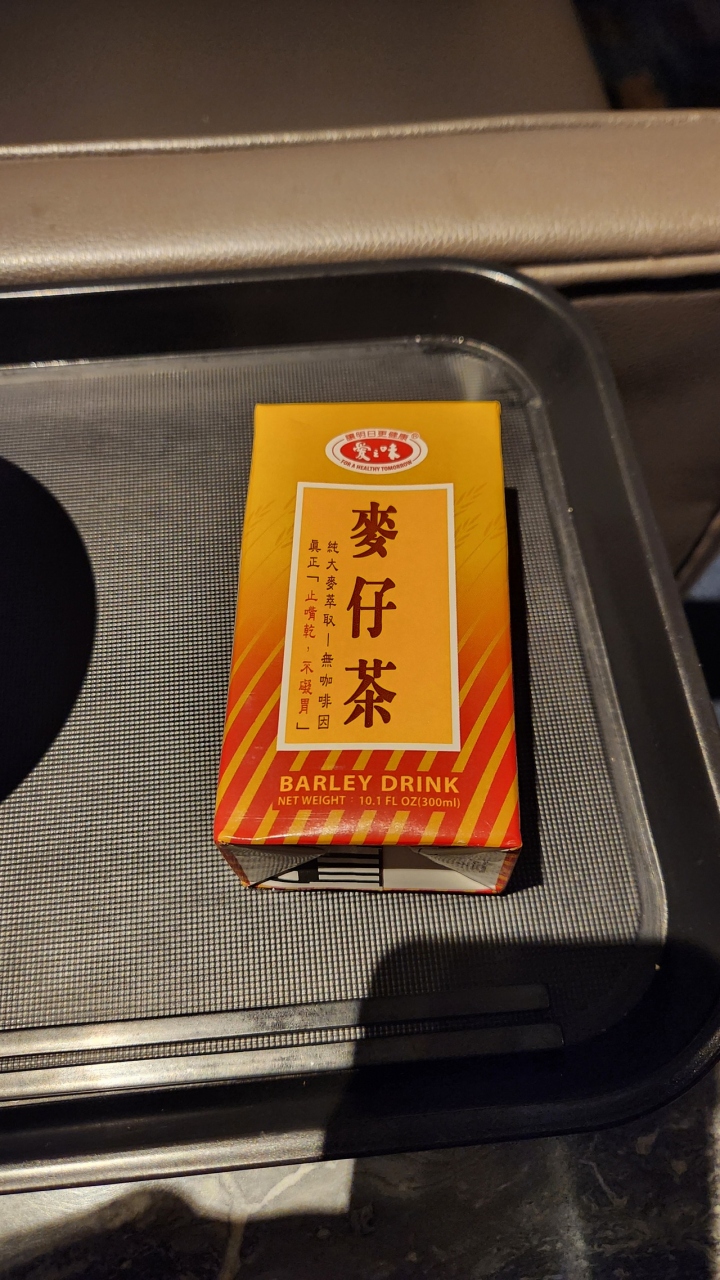 讓明日更健康®
愛之味
FOR A HEALTHY TOMORROW
麥仔茶
純大麥萃取—無咖啡因
真正「止嘴乾,不礙胃」
BARLEY DRINK
NET WEIGHT：10.1 FL OZ(300ml)